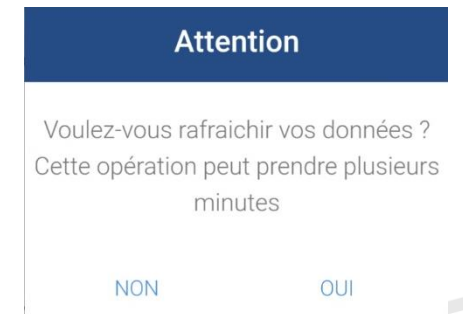 Attention
Voulez-vous rafraichir vos données ?
Cette opération peut prendre plusieurs
minutes
NON OUI